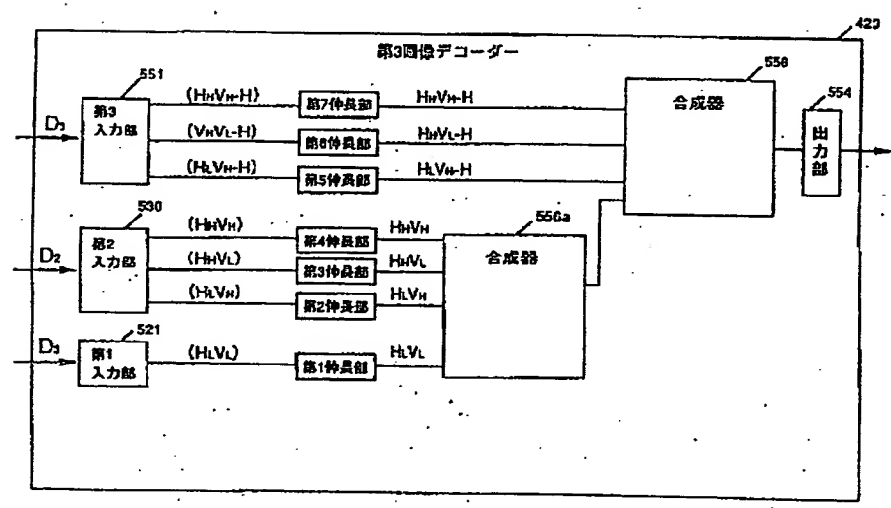 423
第3画像デコーダー
551
556
554
第3
入力部
D3
(HHVH-H)
第7伸長部
HHVH-H
(VHVL-H)
第6伸長部
HHVL-H
(HLVH-H)
第5伸長部
HLVH-H
合成器
出力部
530
556a
第2
入力部
D2
(HHVH)
第4伸長部
HHVH
(HHVL)
第3伸長部
HHVL
(HLVH)
第2伸長部
HLVH
合成器
521
D3
第1
入力部
(HLVL)
第1伸長部
HLVL